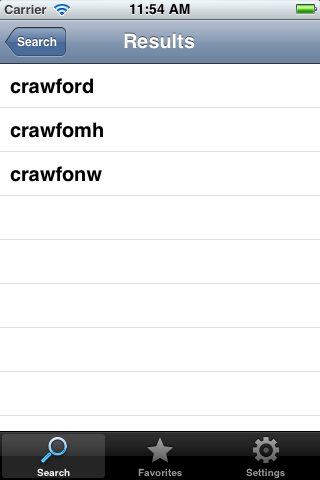 Carrier 11:54 AM
Search Results
crawford
crawfomh
crawfonw
Search Favorites Settings